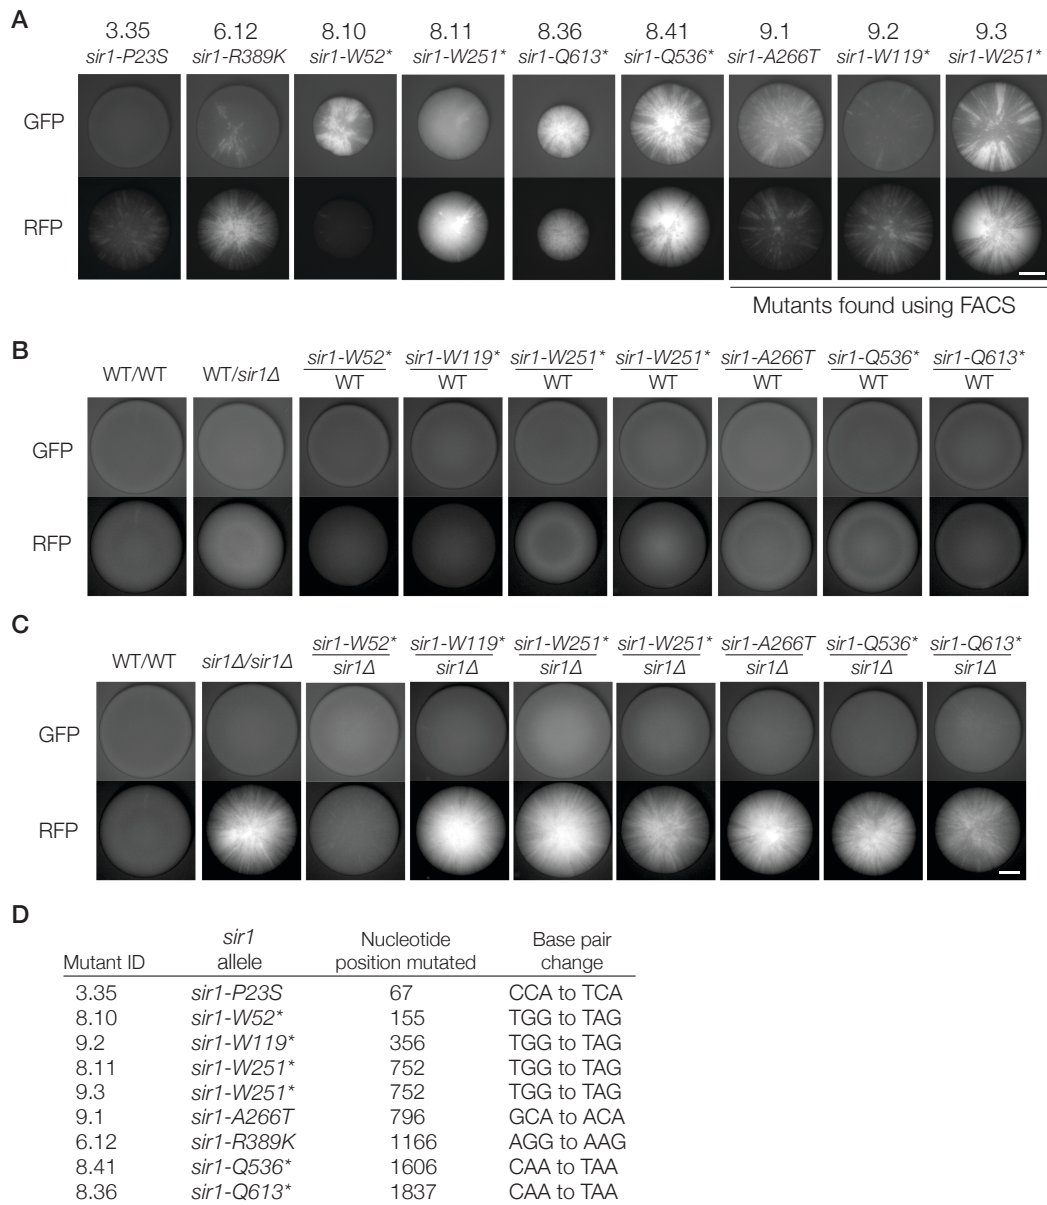 A
3.35 6.12 8.10 8.11 8.36 8.41 9.1 9.2 9.3
sir1-P23S sir1-R389K sir1-W52* sir1-W251* sir1-Q613* sir1-Q536* sir1-A266T sir1-W119* sir1-W251*
GFP
RFP
Mutants found using FACS
B
WT/WT WT/sir1Δ sir1-W52* sir1-W119* sir1-W251* sir1-W251* sir1-A266T sir1-Q536* sir1-Q613*
WT WT WT WT WT WT WT
GFP
RFP
C
WT/WT sir1Δ/sir1Δ sir1-W52* sir1-W119* sir1-W251* sir1-W251* sir1-A266T sir1-Q536* sir1-Q613*
sir1Δ sir1Δ sir1Δ sir1Δ sir1Δ sir1Δ sir1Δ
GFP
RFP
D
Mutant ID sir1 allele Nucleotide position mutated Base pair change
3.35 sir1-P23S 67 CCA to TCA
8.10 sir1-W52* 155 TGG to TAG
9.2 sir1-W119* 356 TGG to TAG
8.11 sir1-W251* 752 TGG to TAG
9.3 sir1-W251* 752 TGG to TAG
9.1 sir1-A266T 796 GCA to ACA
6.12 sir1-R389K 1166 AGG to AAG
8.41 sir1-Q536* 1606 CAA to TAA
8.36 sir1-Q613* 1837 CAA to TAA